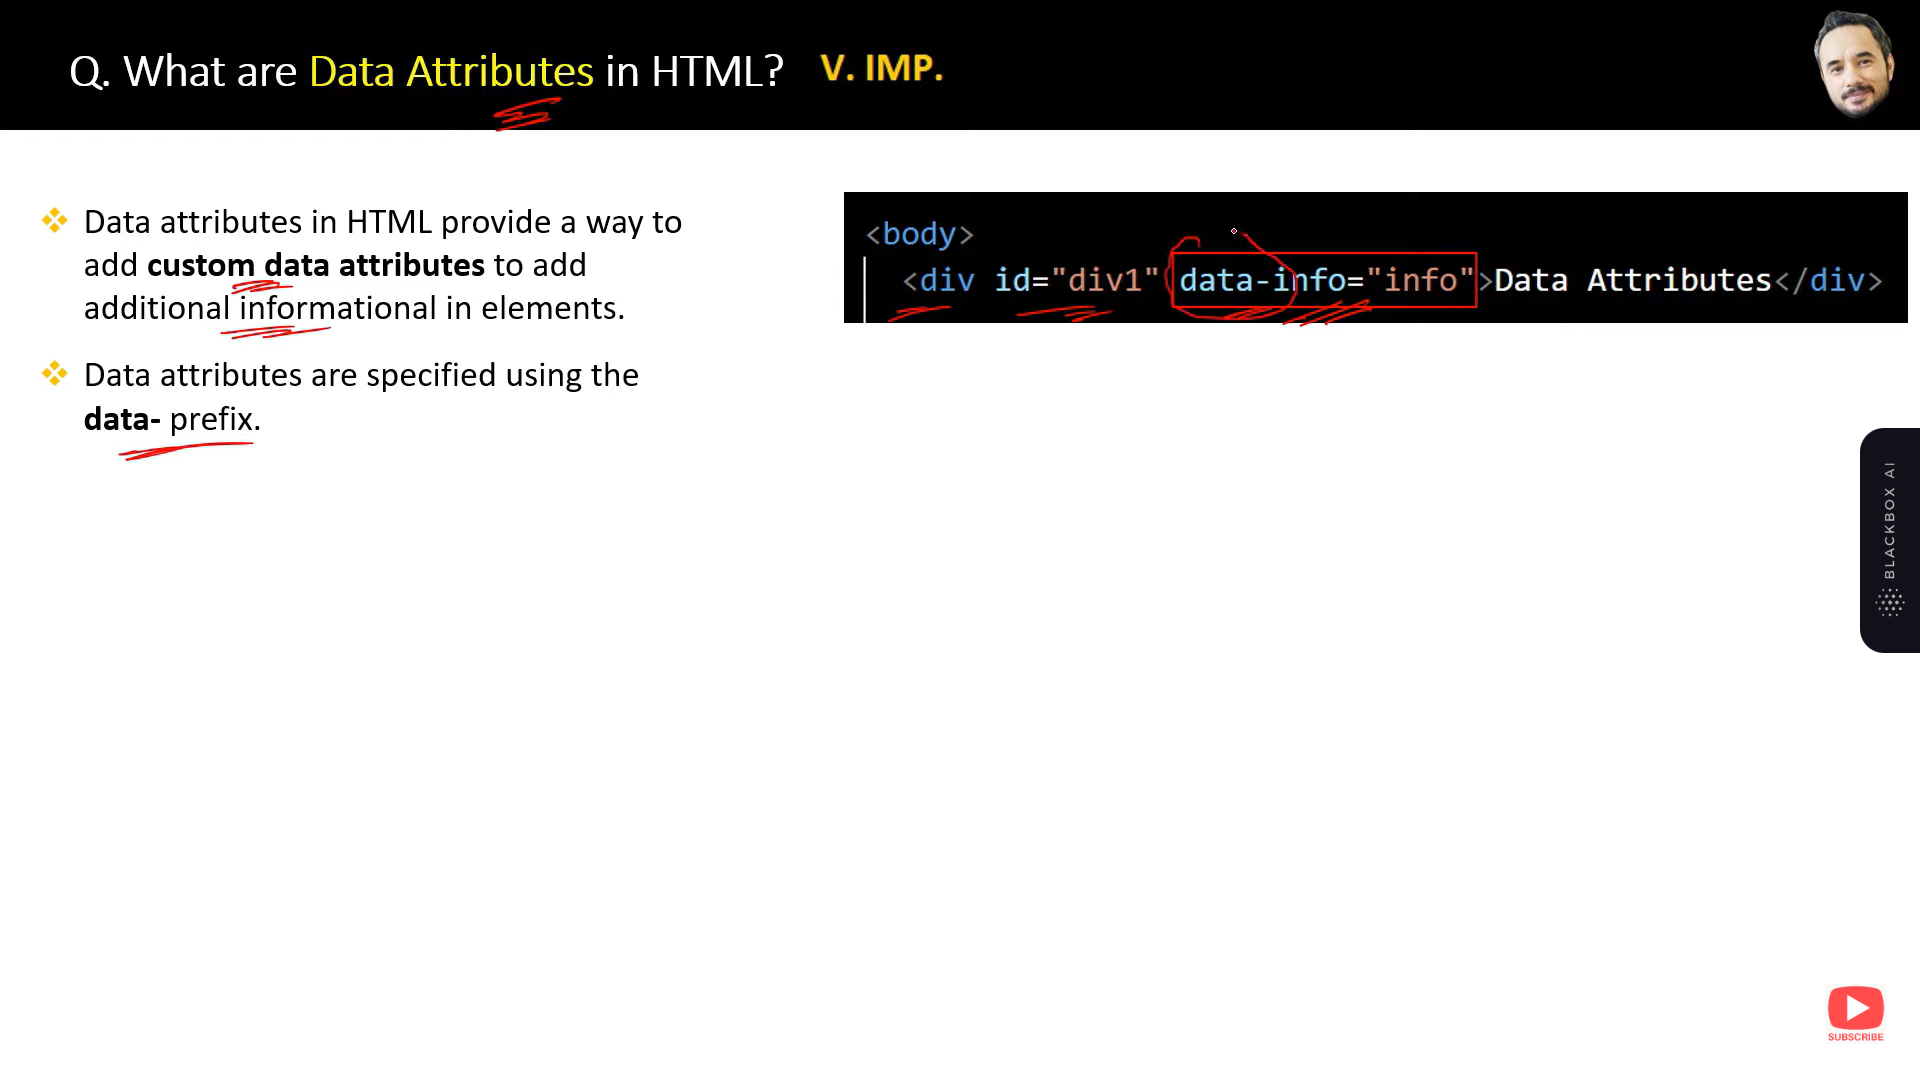 Q. What are Data Attributes in HTML? V. IMP.
Data attributes in HTML provide a way to
add custom data attributes to add
additional informational in elements.
Data attributes are specified using the
data- prefix.
<body>
<div id="div1" data-info="info">Data Attributes</div>
BLACKBOX AI
SUBSCRIBE